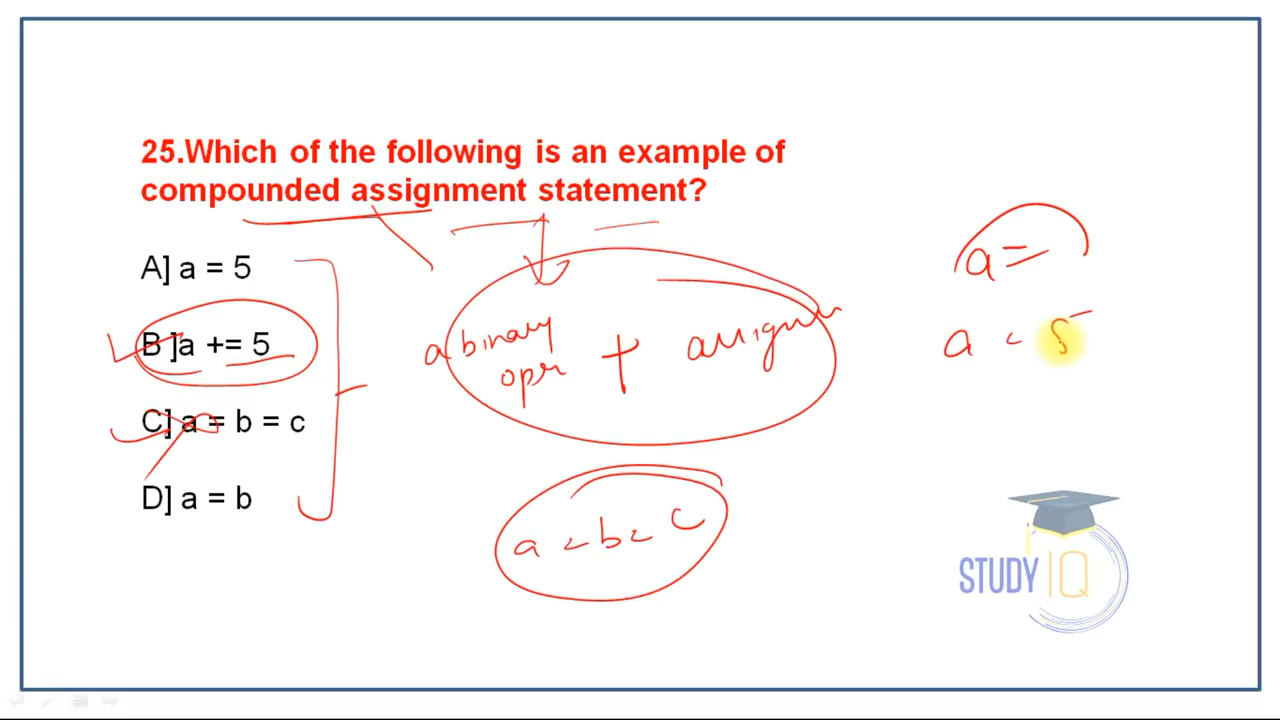 25.Which of the following is an example of
compounded assignment statement?
A] a = 5
B ]a += 5
C] a = b = c
D] a = b
a binary
opr
+
a = b = c
a =
a = 5
STUDY IQ